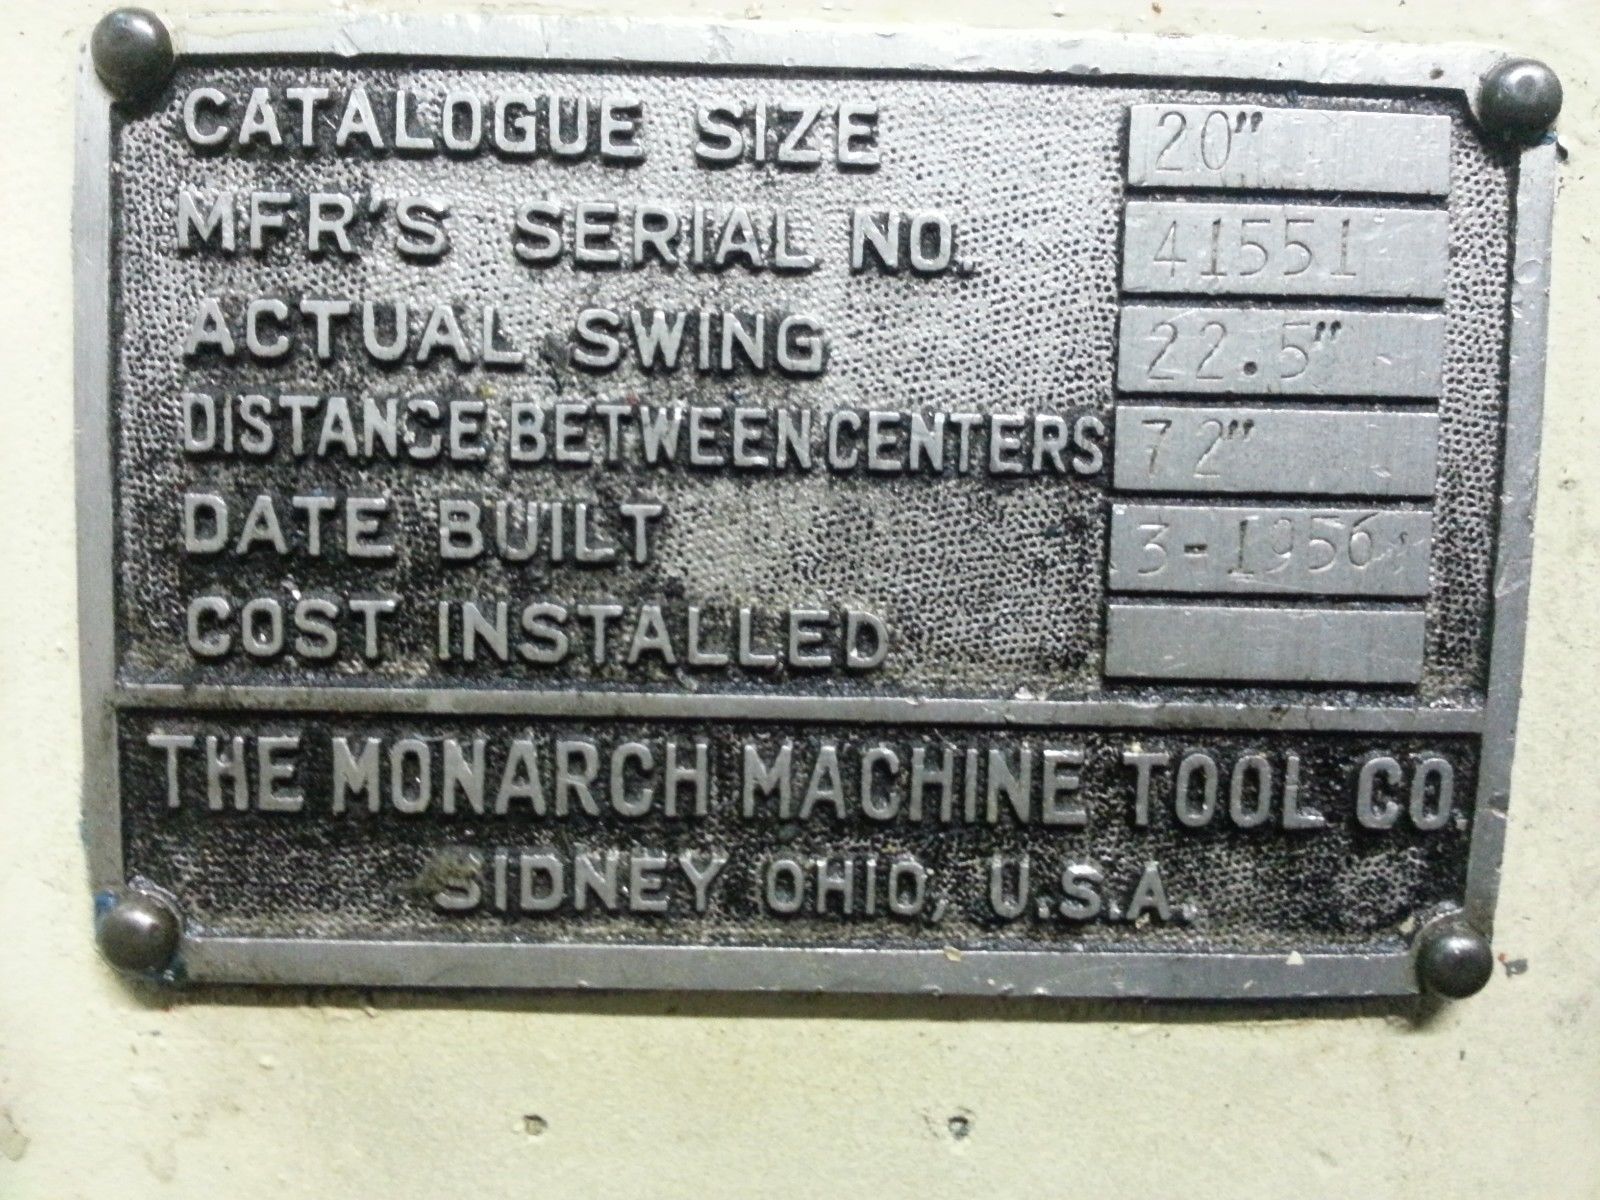 CATALOGUE SIZE 20"
MFR'S SERIAL NO. 41551
ACTUAL SWING 22.5"
DISTANCE BETWEEN CENTERS 72"
DATE BUILT 3-1956
COST INSTALLED
THE MONARCH MACHINE TOOL CO.
SIDNEY OHIO, U.S.A.